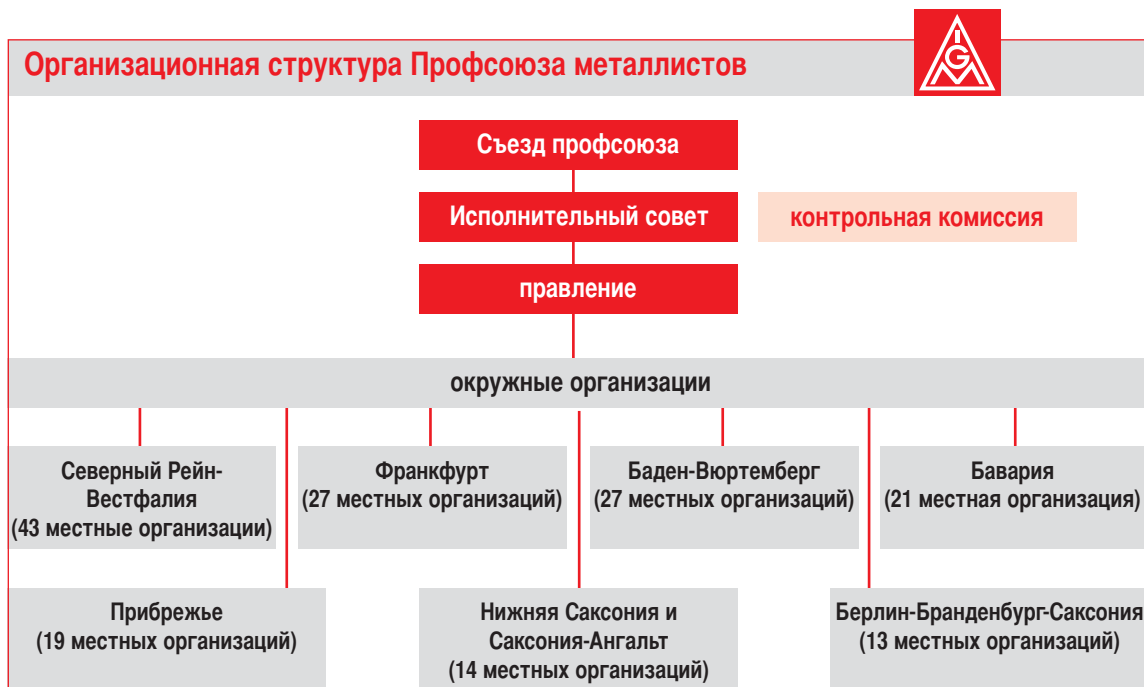 Организационная структура Профсоюза металлистов
IGM
Съезд профсоюза
Исполнительный совет
контрольная комиссия
правление
окружные организации
Северный Рейн-
Вестфалия
(43 местные организации)
Франкфурт
(27 местных организаций)
Баден-Вюртемберг
(27 местных организаций)
Бавария
(21 местная организация)
Прибрежье
(19 местных организаций)
Нижняя Саксония и
Саксония-Ангальт
(14 местных организаций)
Берлин-Бранденбург-Саксония
(13 местных организаций)